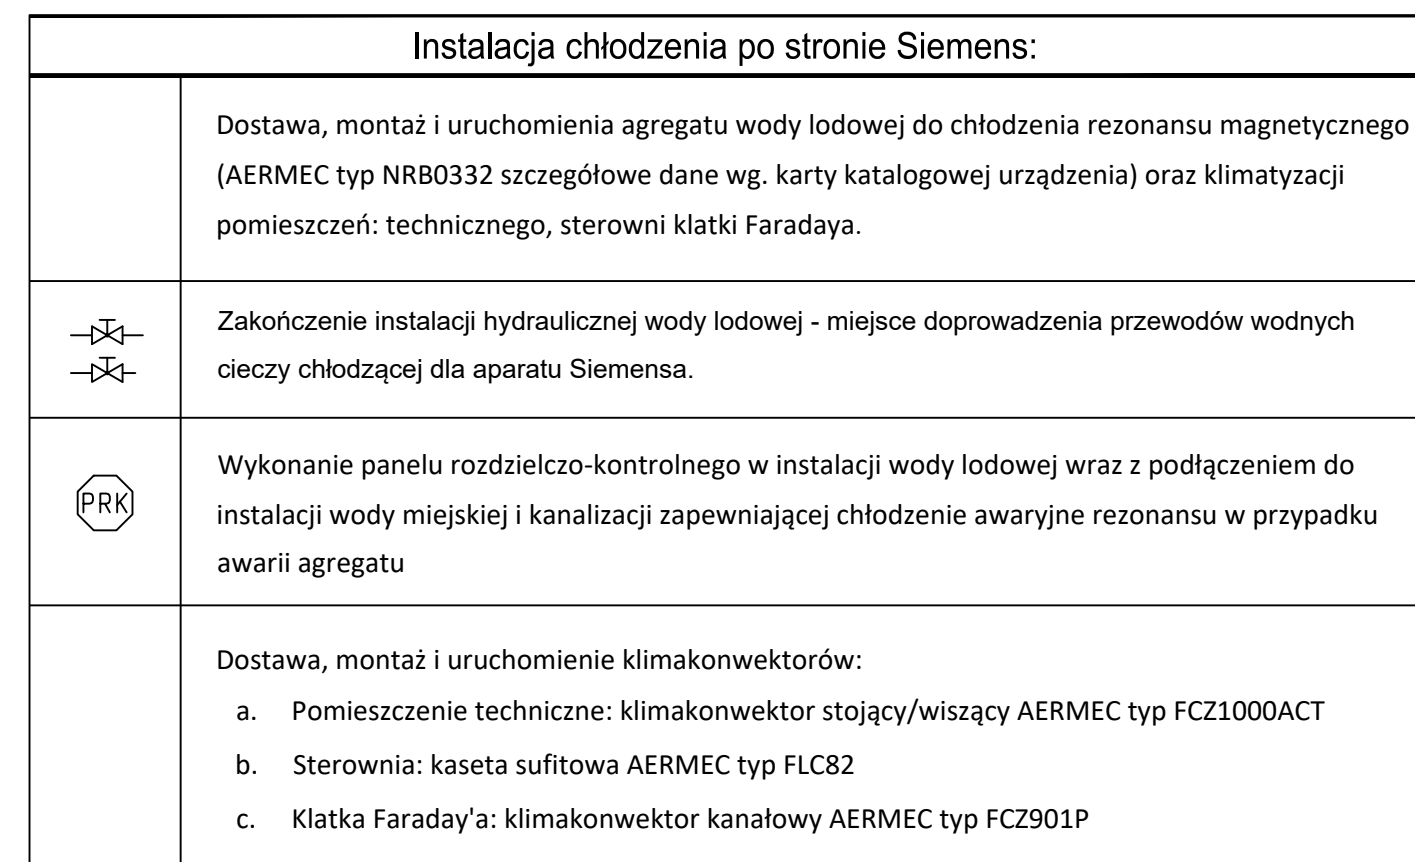 Instalacja chłodzenia po stronie Siemens:
Dostawa, montaż i uruchomienia agregatu wody lodowej do chłodzenia rezonansu magnetycznego
(AERMEC typ NRB0332 szczegółowe dane wg. karty katalogowej urządzenia) oraz klimatyzacji
pomieszczeń: technicznego, sterowni klatki Faradaya.
Zakończenie instalacji hydraulicznej wody lodowej - miejsce doprowadzenia przewodów wodnych
cieczy chłodzącej dla aparatu Siemensa.
PRK
Wykonanie panelu rozdzielczo-kontrolnego w instalacji wody lodowej wraz z podłączeniem do
instalacji wody miejskiej i kanalizacji zapewniającej chłodzenie awaryjne rezonansu w przypadku
awarii agregatu
Dostawa, montaż i uruchomienie klimakonwektorów:
a. Pomieszczenie techniczne: klimakonwektor stojący/wiszący AERMEC typ FCZ1000ACT
b. Sterownia: kaseta sufitowa AERMEC typ FLC82
c. Klatka Faraday'a: klimakonwektor kanałowy AERMEC typ FCZ901P